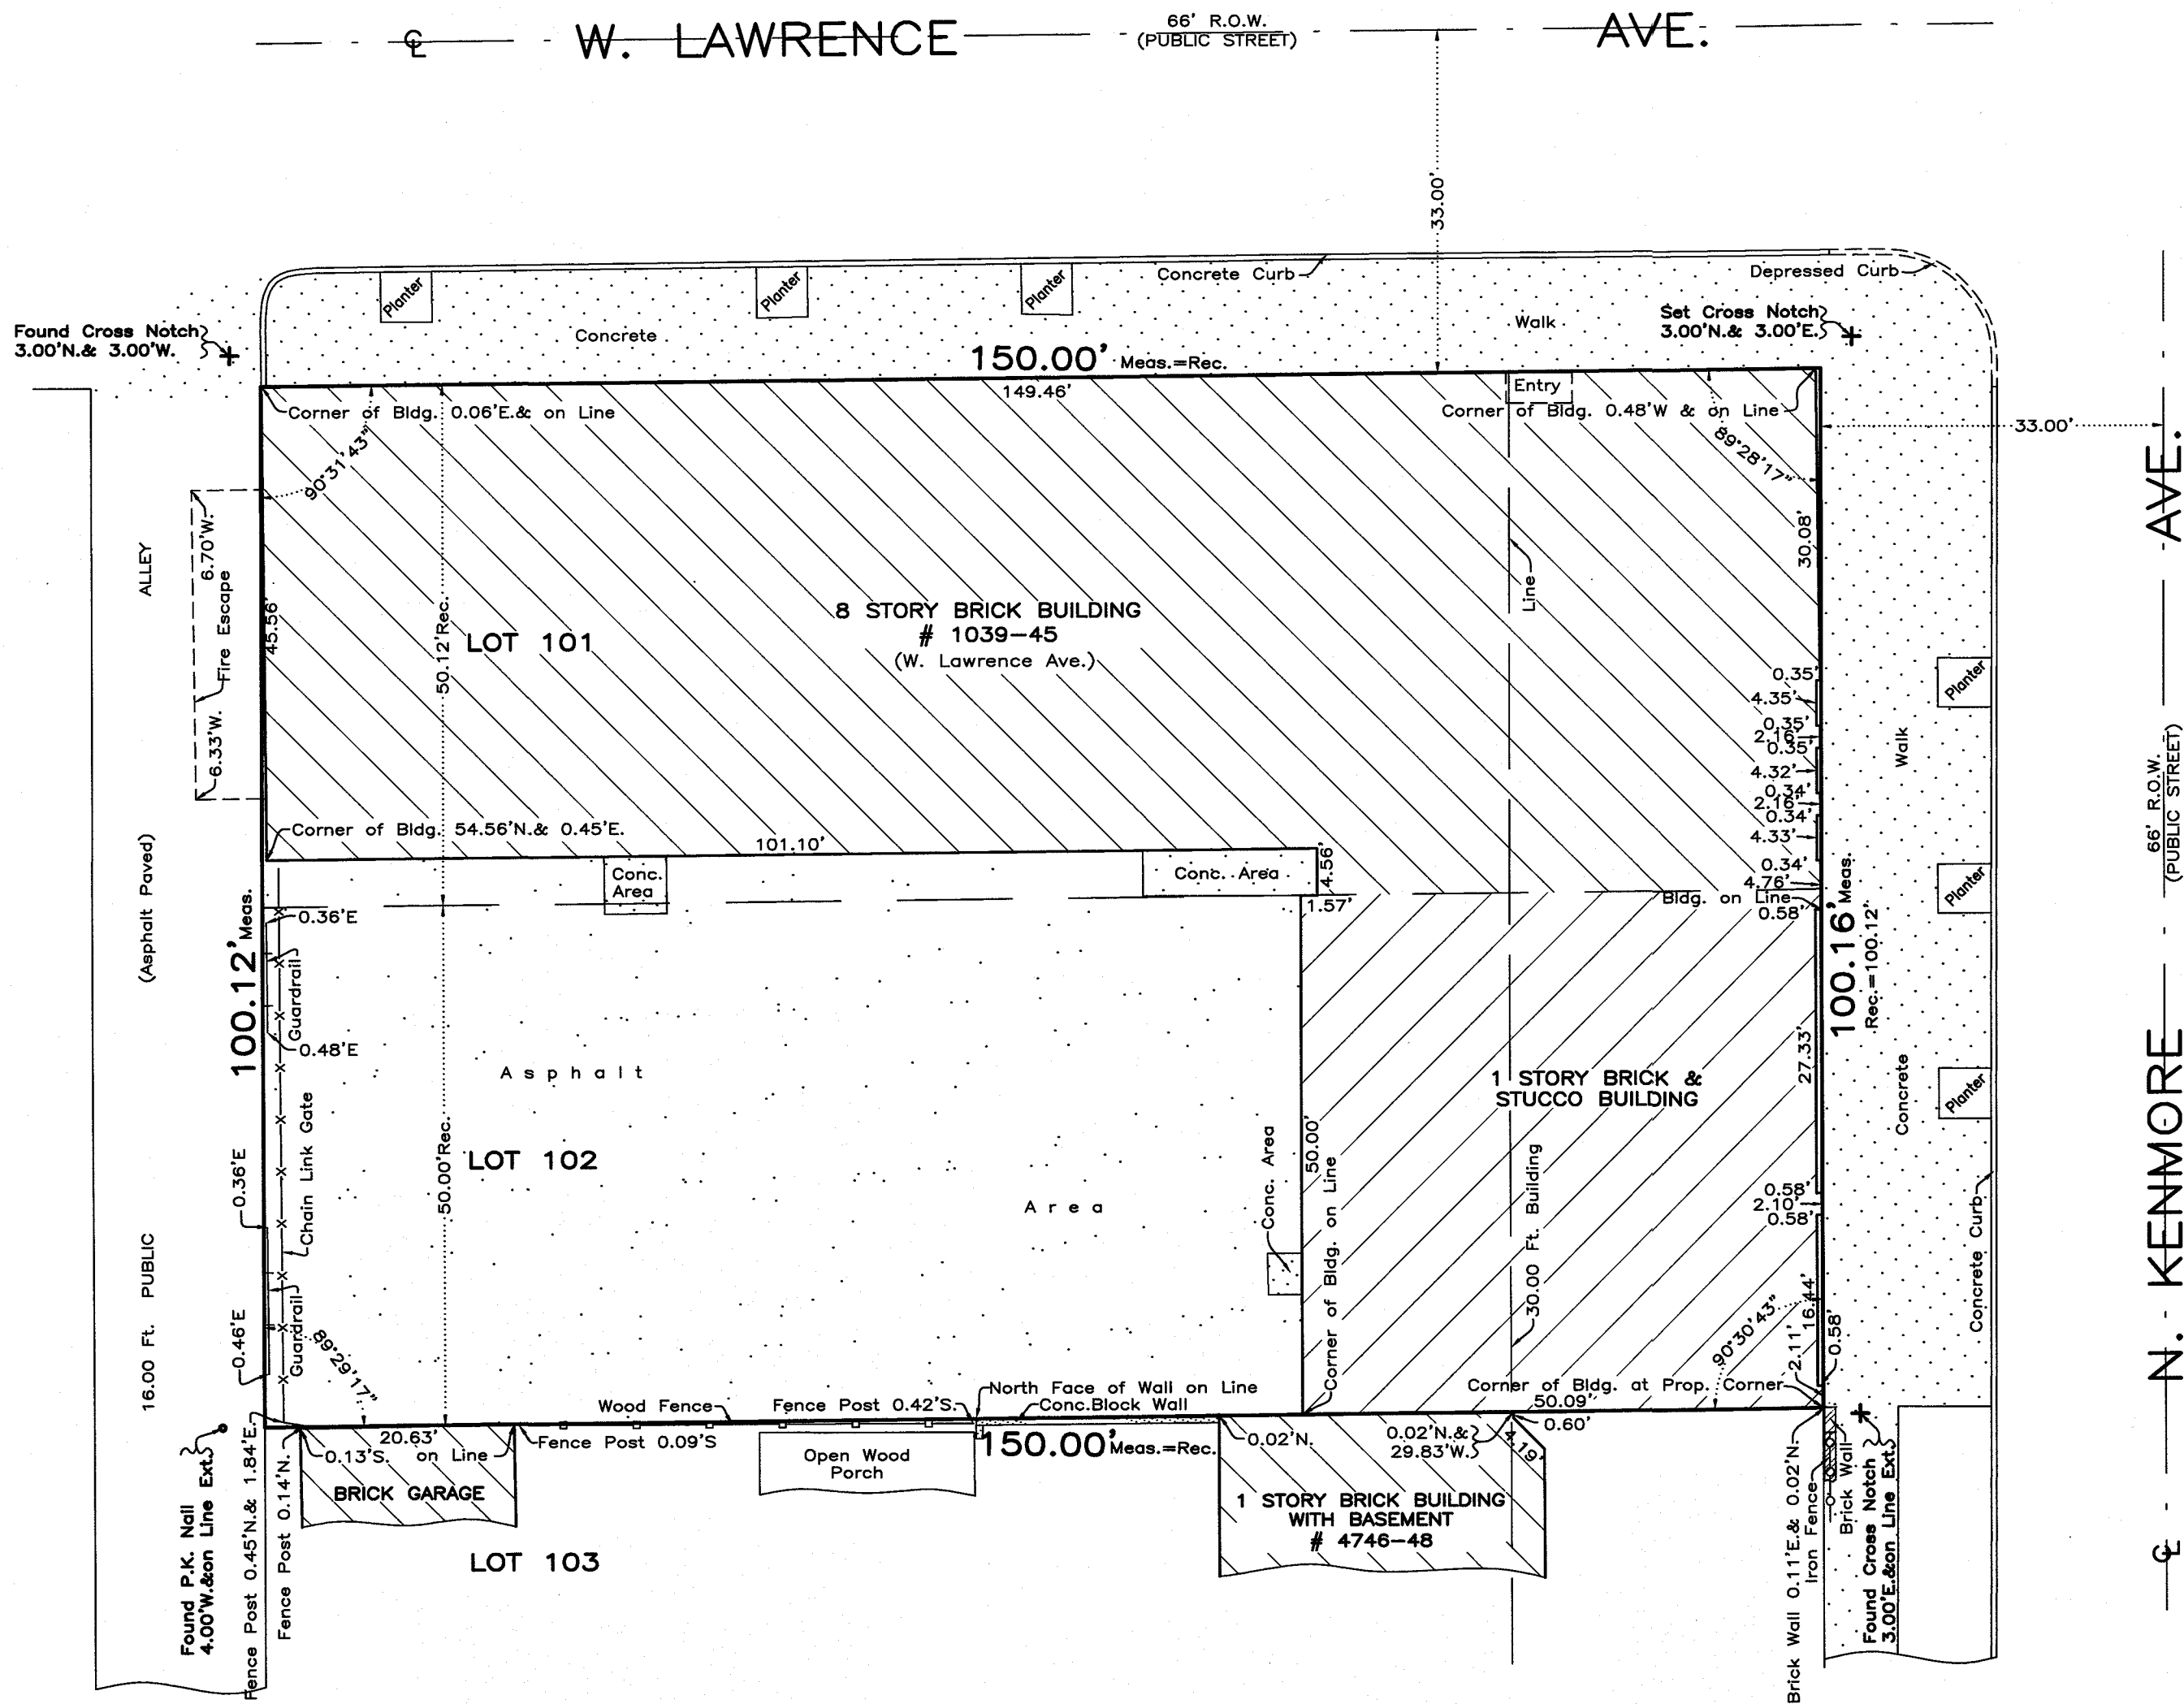 ℄ W. LAWRENCE AVE.
66' R.O.W.
(PUBLIC STREET)
33.00'
Concrete Curb
Depressed Curb
Planter
Planter
Planter
Found Cross Notch
3.00'N.& 3.00'W.
Set Cross Notch
3.00'N.& 3.00'E.
Concrete
Walk
150.00' Meas.=Rec.
149.46'
Entry
Corner of Bldg. 0.06'E.& on Line
Corner of Bldg. 0.48'W & on Line
33.00'
90°31'43"
89°28'17"
6.70'W.
30.08'
ALLEY
Fire Escape
45.56'
50.12'Rec.
LOT 101
8 STORY BRICK BUILDING
# 1039-45
(W. Lawrence Ave.)
Line
0.35'
4.35'
0.35'
2.16'
0.35'
4.32'
0.34'
2.16'
0.34'
4.33'
0.34'
4.76'
Planter
Walk
6.33'W.
66' R.O.W.
(PUBLIC STREET)
Corner of Bldg. 54.56'N.& 0.45'E.
101.10'
Conc.
Area
Conc. Area
4.56'
1.57'
Bldg. on Line
0.58'
Planter
(Asphalt Paved)
100.12' Meas.
0.36'E
Guardrail
0.48'E
100.16' Meas.
Rec.=100.12'
27.33'
Asphalt
1 STORY BRICK &
STUCCO BUILDING
Planter
Concrete
Chain Link Gate
50.00'Rec.
LOT 102
Area
Conc. Area
50.00'
Corner of Bldg. on Line
30.00 Ft. Building
0.36'E
0.58'
2.10'
0.58'
16.44'
Concrete Curb
16.00 Ft. PUBLIC
0.46'E
Guardrail
89°29'17"
90°30'43"
2.11'
0.58'
N. KENMORE AVE.
℄
Wood Fence
Fence Post 0.42'S.
North Face of Wall on Line
Conc.Block Wall
Corner of Bldg. at Prop. Corner
50.09'
20.63'
0.13'S.
on Line
Fence Post 0.09'S
Open Wood
Porch
150.00' Meas.=Rec.
0.02'N.
0.02'N.&
29.83'W.
0.60'
4.19'
BRICK GARAGE
1 STORY BRICK BUILDING
WITH BASEMENT
# 4746-48
LOT 103
Found P.K. Nail
4.00'W.&on Line Ext.
Fence Post 0.45'N.& 1.84'E.
Fence Post 0.14'N.
Brick Wall 0.11'E.& 0.02'N.
Iron Fence
Brick Wall
Found Cross Notch
3.00'E.&on Line Ext.